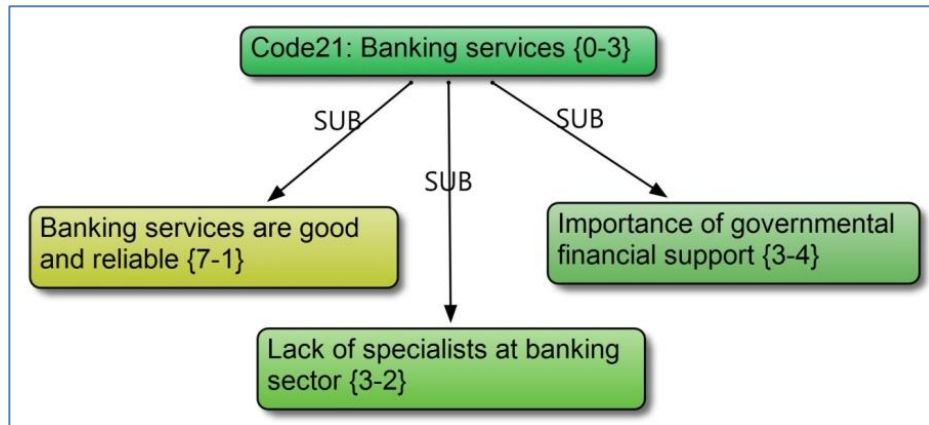 Code21: Banking services {0-3}
SUB
SUB
SUB
Banking services are good
and reliable {7-1}
Importance of governmental
financial support {3-4}
Lack of specialists at banking
sector {3-2}